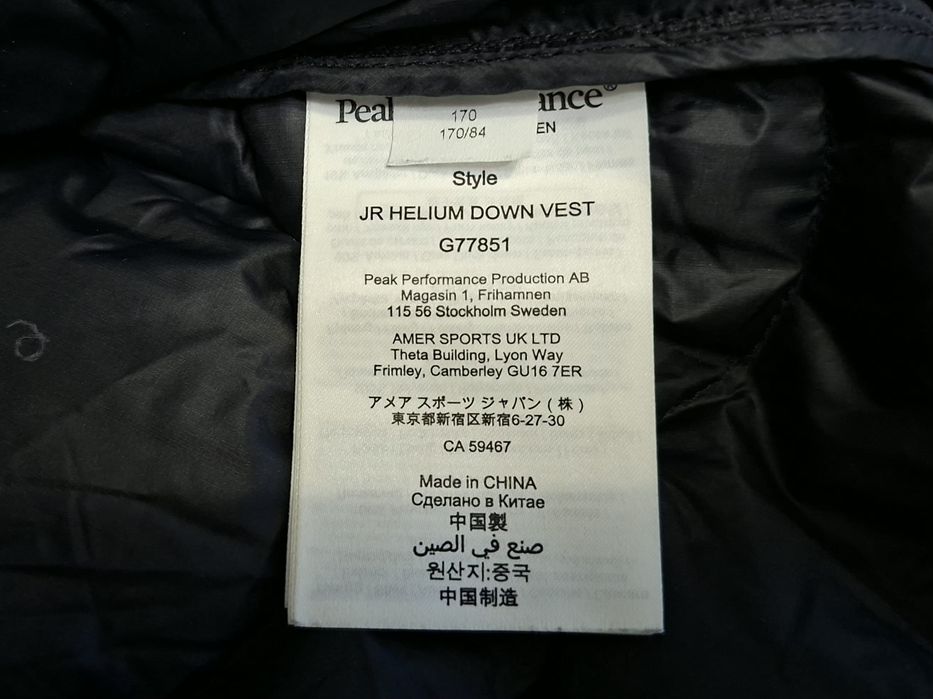 170
170/84
EN
Style
JR HELIUM DOWN VEST
G77851
Peak Performance Production AB
Magasin 1, Frihamnen
115 56 Stockholm Sweden
AMER SPORTS UK LTD
Theta Building, Lyon Way
Frimley, Camberley GU16 7ER
アメア スポーツ ジャパン ( 株 )
東京都新宿区新宿6-27-30
CA 59467
Made in CHINA
Сделано в Китае
中国製
صنع في الصين
원산지:중국
中国制造